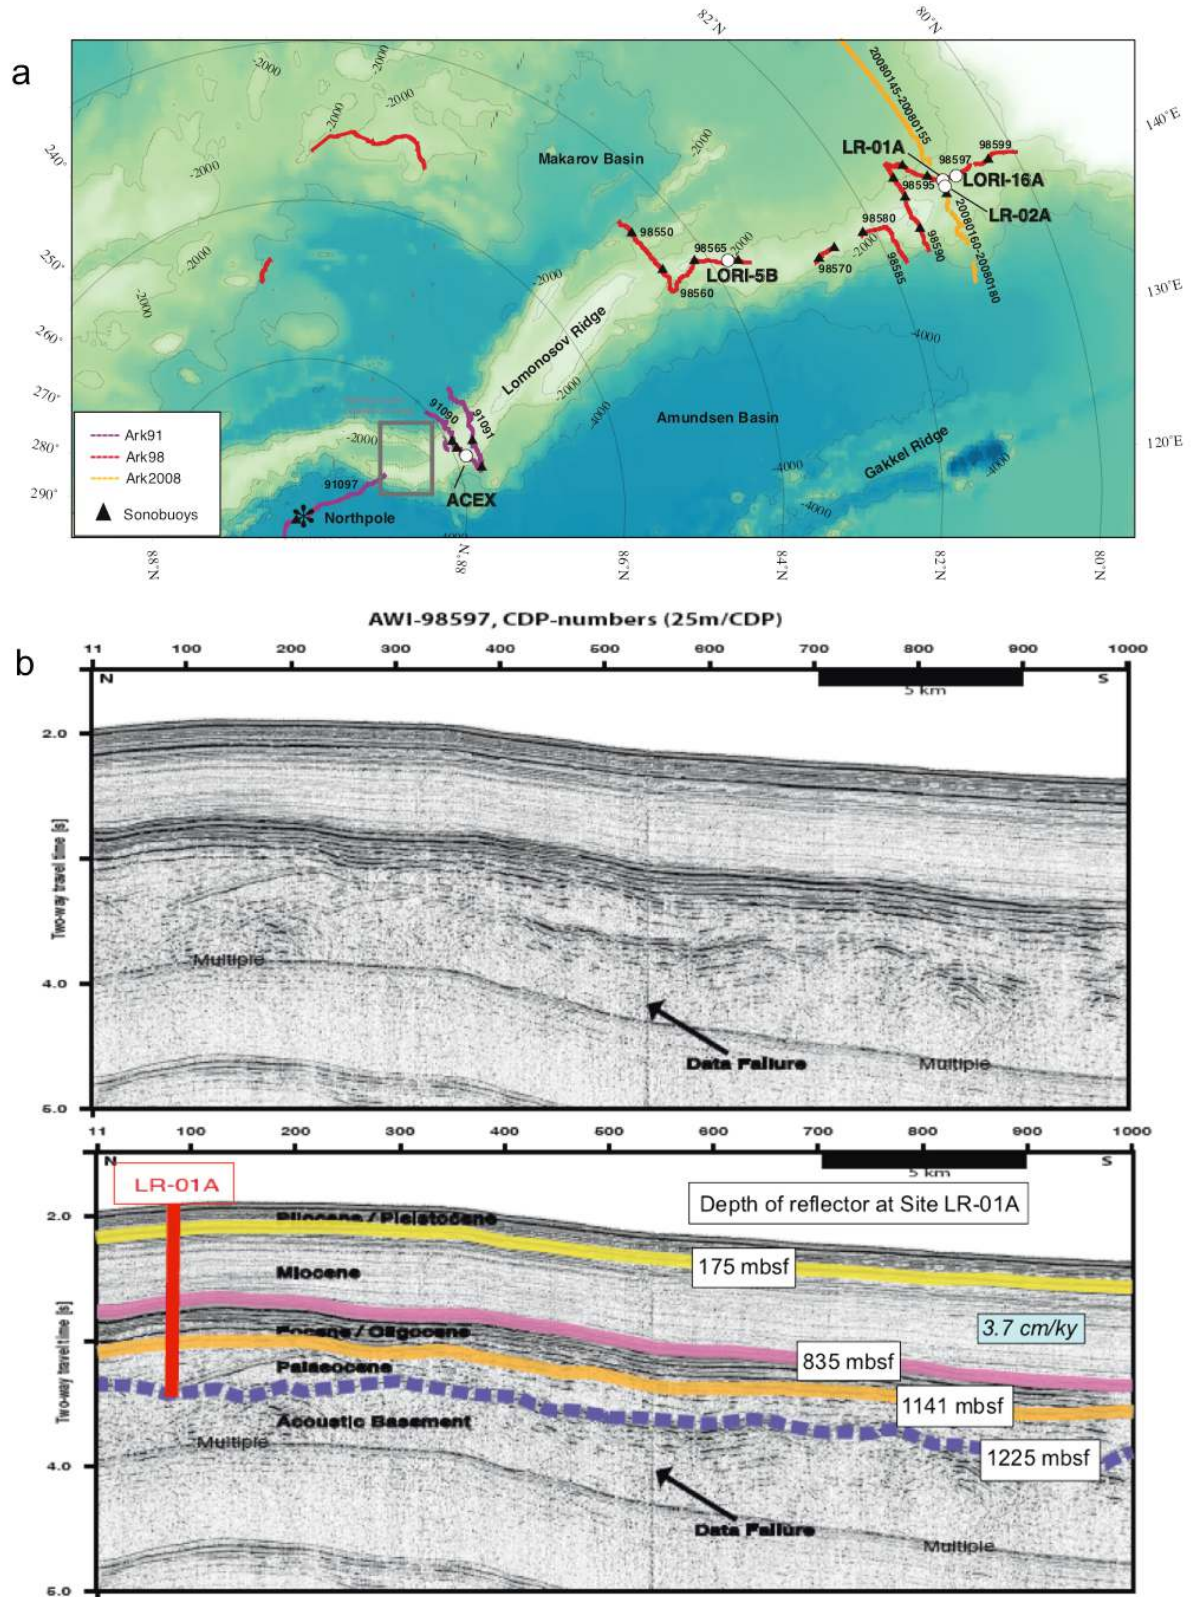 a
82°N
80°N
140°E
130°E
120°E
240°
250°
260°
270°
280°
290°
-2000
-2000
-2000
-2000
-2000
-2000
-2000
-2000
-2000
-2000
-2000
-2000
-2000
-4000
-4000
-4000
-4000
-4000
Makarov Basin
20080145-20080155
LR-01A
98597
98599
LORI-16A
98595
LR-02A
98580
20080160-20080180
98590
98585
98570
98550
98565
LORI-5B
98560
Lomonosov Ridge
Amundsen Basin
Gakkel Ridge
91090
91091
91097
ACEX
Northpole
Ark91
Ark98
Ark2008
Sonobuoys
88°N
88°N
86°N
84°N
82°N
80°N
AWI-98597, CDP-numbers (25m/CDP)
b
11 100 200 300 400 500 600 700 800 900 1000
N
5 km
S
2.0
Two-way travel time [s]
Multiple
4.0
Data Failure
Multiple
5.0
11 100 200 300 400 500 600 700 800 900 1000
N
5 km
S
LR-01A
Depth of reflector at Site LR-01A
2.0
Pliocene / Pleistocene
175 mbsf
Miocene
3.7 cm/ky
Two-way travel time [s]
Eocene / Oligocene
835 mbsf
Palaeocene
1141 mbsf
Acoustic Basement
Multiple
1225 mbsf
4.0
Data Failure
Multiple
5.0